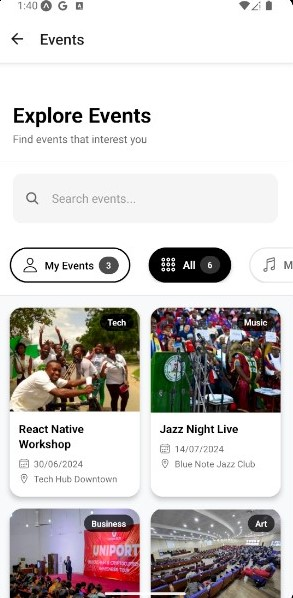 1:40
Events
Explore Events
Find events that interest you
Search events...
My Events 3
All 6
M
Tech
Music
React Native
Workshop
30/06/2024
Tech Hub Downtown
Jazz Night Live
14/07/2024
Blue Note Jazz Club
Business
Art
UNIPORT